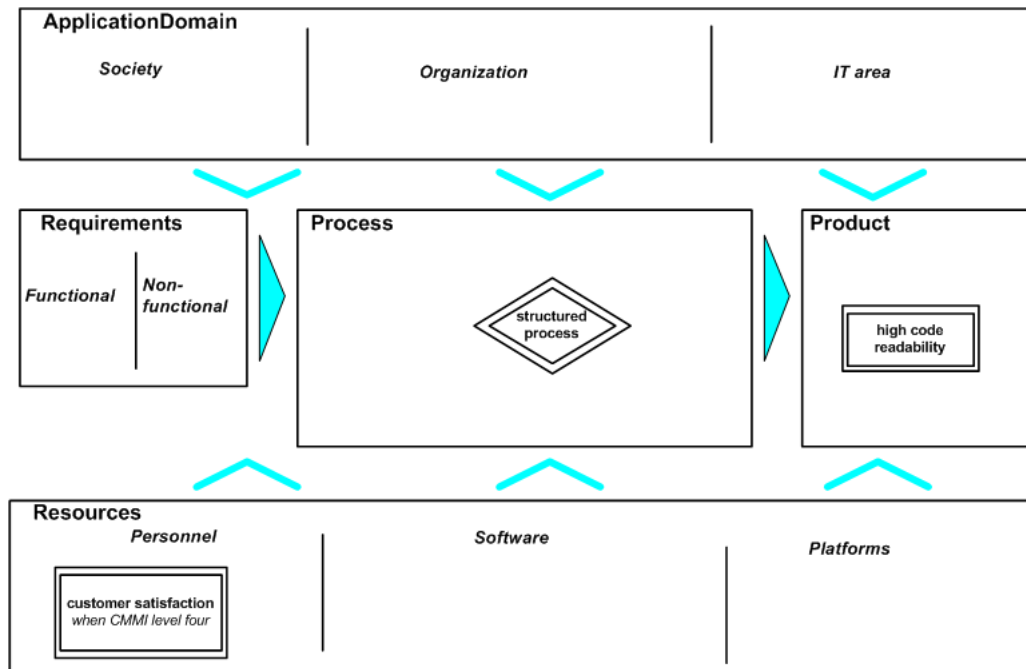 ApplicationDomain
Society
Organization
IT area
Requirements
Functional
Non-
functional
Process
structured
process
Product
high code
readability
Resources
Personnel
Software
Platforms
customer satisfaction
when CMMI level four